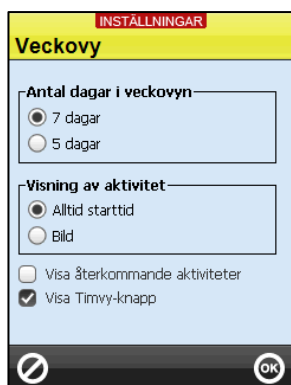 INSTÄLLNINGAR
Veckovy
Antal dagar i veckovyn
7 dagar
5 dagar
Visning av aktivitet
Alltid starttid
Bild
Visa återkommande aktiviteter
Visa Timvy-knapp
OK